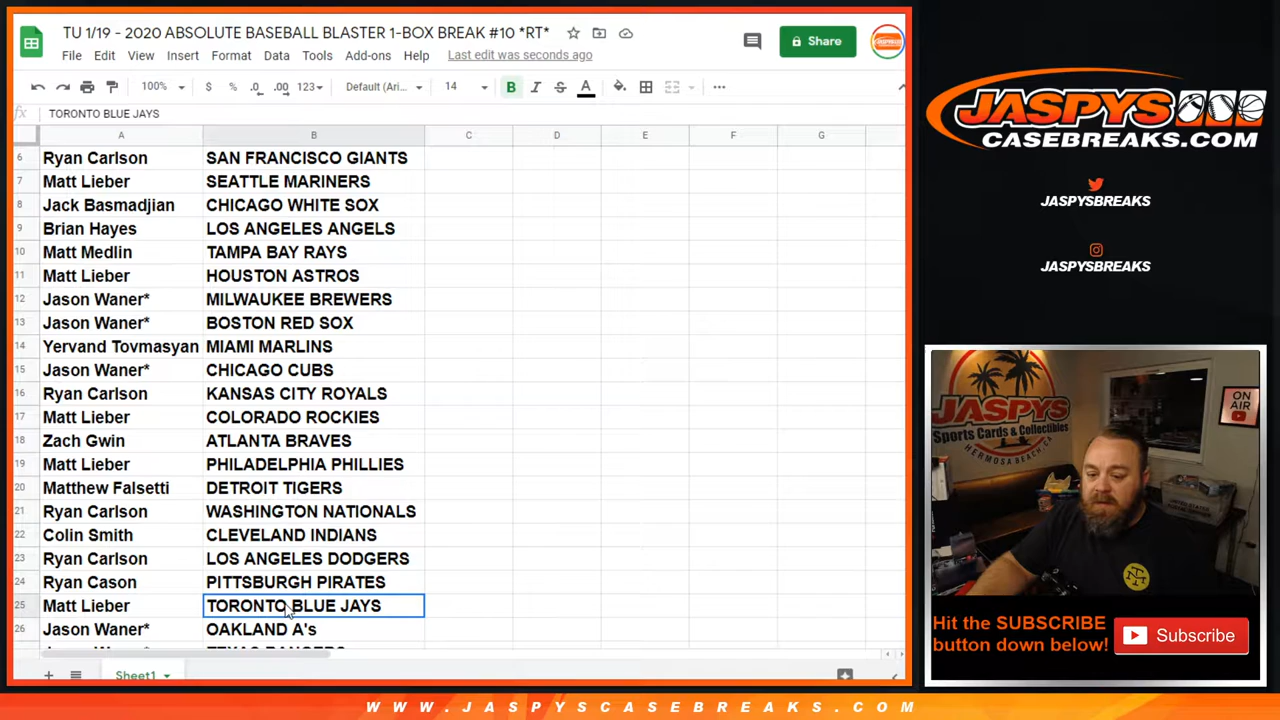 TU 1/19 - 2020 ABSOLUTE BASEBALL BLASTER 1-BOX BREAK #10 *RT*
File Edit View Insert Format Data Tools Add-ons Help Last edit was seconds ago
Share
100% $ % .0 .00 123 Default (Ari... 14 B I S A
fx TORONTO BLUE JAYS
A B C D E F G
6 Ryan Carlson SAN FRANCISCO GIANTS
7 Matt Lieber SEATTLE MARINERS
8 Jack Basmadjian CHICAGO WHITE SOX
9 Brian Hayes LOS ANGELES ANGELS
10 Matt Medlin TAMPA BAY RAYS
11 Matt Lieber HOUSTON ASTROS
12 Jason Waner* MILWAUKEE BREWERS
13 Jason Waner* BOSTON RED SOX
14 Yervand Tovmasyan MIAMI MARLINS
15 Jason Waner* CHICAGO CUBS
16 Ryan Carlson KANSAS CITY ROYALS
17 Matt Lieber COLORADO ROCKIES
18 Zach Gwin ATLANTA BRAVES
19 Matt Lieber PHILADELPHIA PHILLIES
20 Matthew Falsetti DETROIT TIGERS
21 Ryan Carlson WASHINGTON NATIONALS
22 Colin Smith CLEVELAND INDIANS
23 Ryan Carlson LOS ANGELES DODGERS
24 Ryan Cason PITTSBURGH PIRATES
25 Matt Lieber TORONTO BLUE JAYS
26 Jason Waner* OAKLAND A's
Sheet1
JASPYS
CASEBREAKS.COM
JASPYSBREAKS
JASPYSBREAKS
JASPYS
Sports Cards & Collectibles
HERMOSA BEACH, CA
ON
AIR
Hit the SUBSCRIBE
button down below!
Subscribe
WWW.JASPYSCASEBREAKS.COM